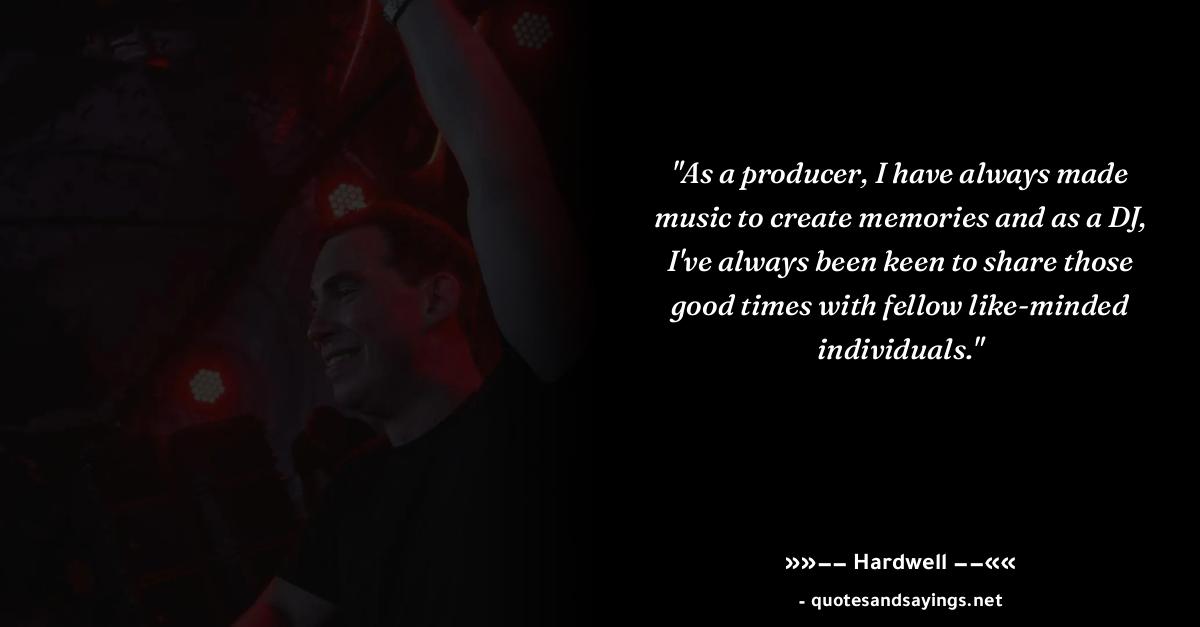 "As a producer, I have always made
music to create memories and as a DJ,
I've always been keen to share those
good times with fellow like-minded
individuals."
»»–– Hardwell ––««
- quotesandsayings.net